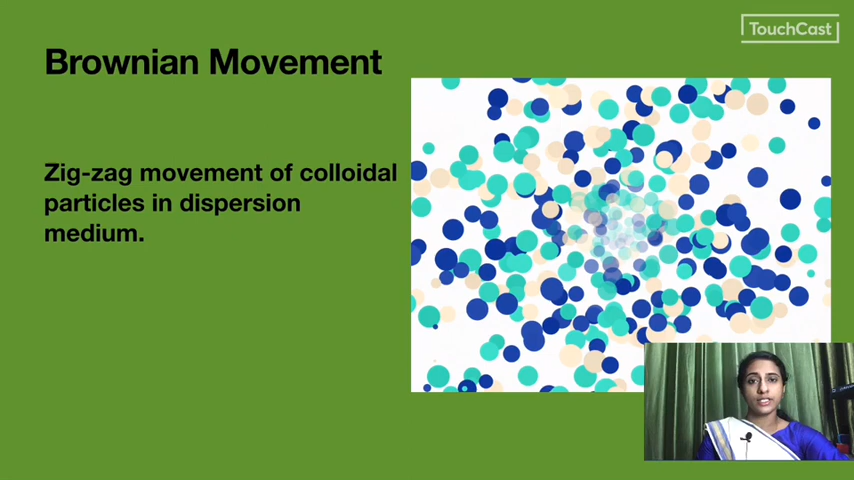 TouchCast
Brownian Movement
Zig-zag movement of colloidal
particles in dispersion
medium.